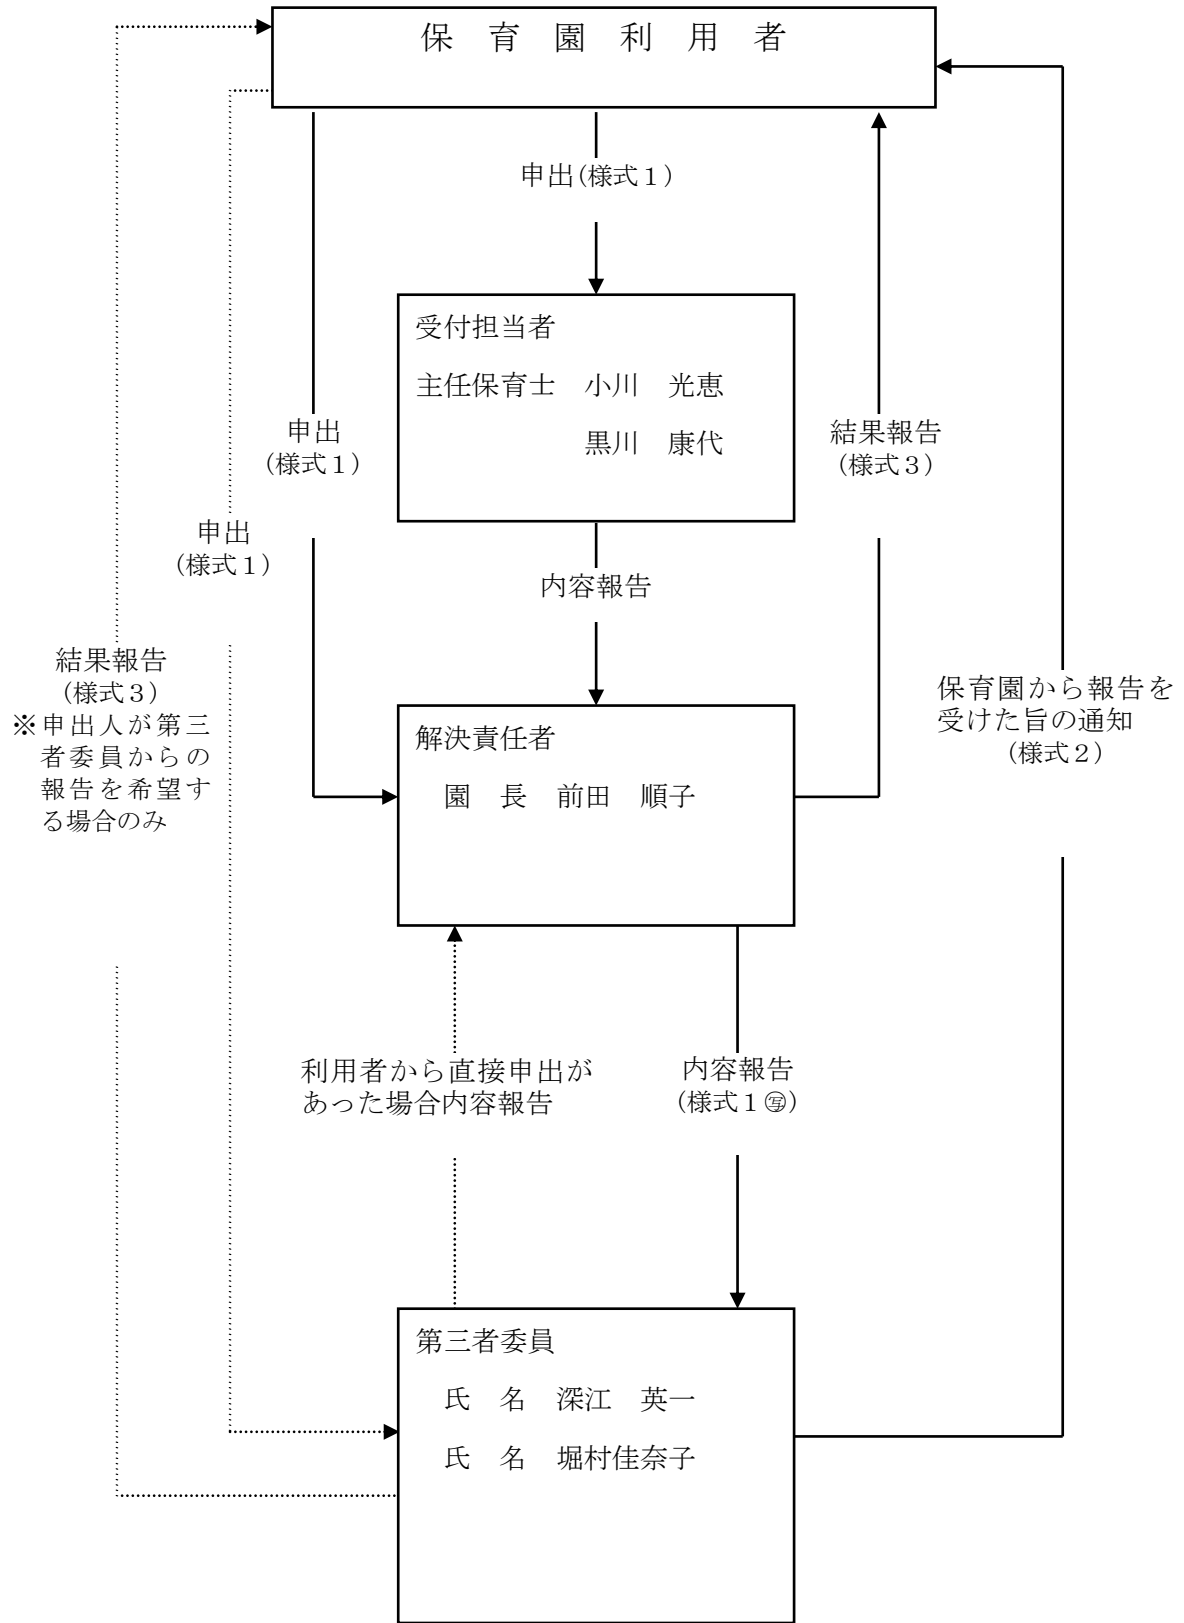 保　育　園　利　用　者
申出(様式１)
受付担当者
主任保育士　小川　光恵
黒川　康代
申出
(様式１)
結果報告
(様式３)
申出
(様式１)
内容報告
結果報告
(様式３)
※申出人が第三
者委員からの
報告を希望す
る場合のみ
保育園から報告を
受けた旨の通知
(様式２)
解決責任者
園　長　前田　順子
利用者から直接申出が
あった場合内容報告
内容報告
(様式１㊢)
第三者委員
氏　名　深江　英一
氏　名　堀村佳奈子